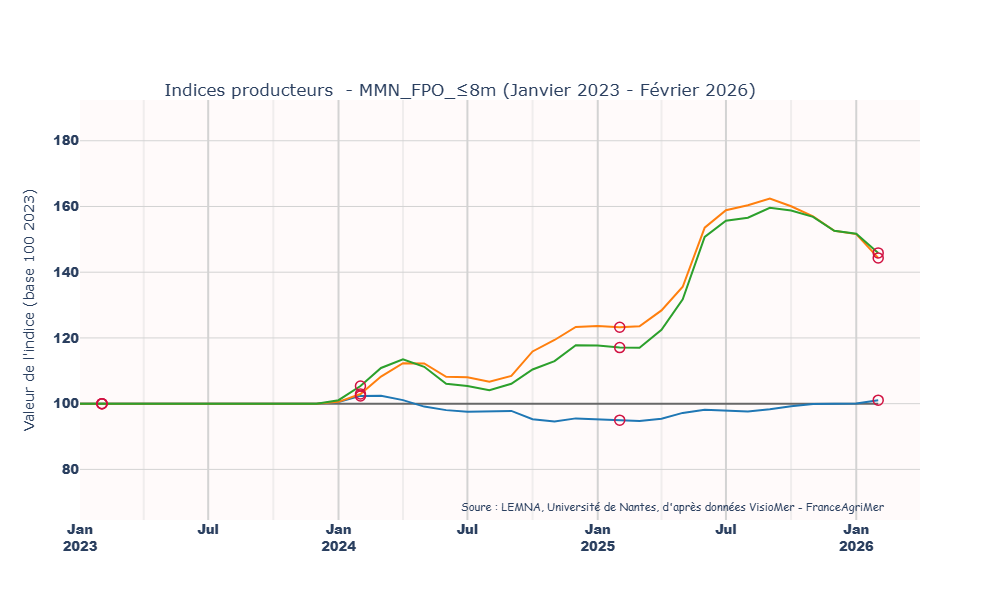 Indices producteurs - MMN_FPO_≤8m (Janvier 2023 - Février 2026)
Valeur de l'indice (base 100 2023)
180
160
140
120
100
80
Soure : LEMNA, Université de Nantes, d'après données VisioMer - FranceAgriMer
Jan Jul Jan Jul Jan Jul Jan
2023 2024 2025 2026